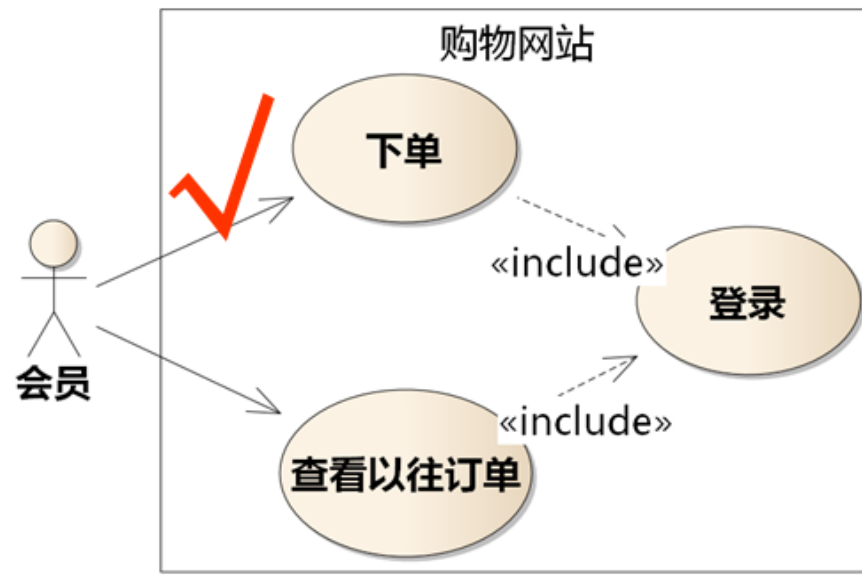 购物网站
下单
«include»
登录
会员
«include»
查看以往订单